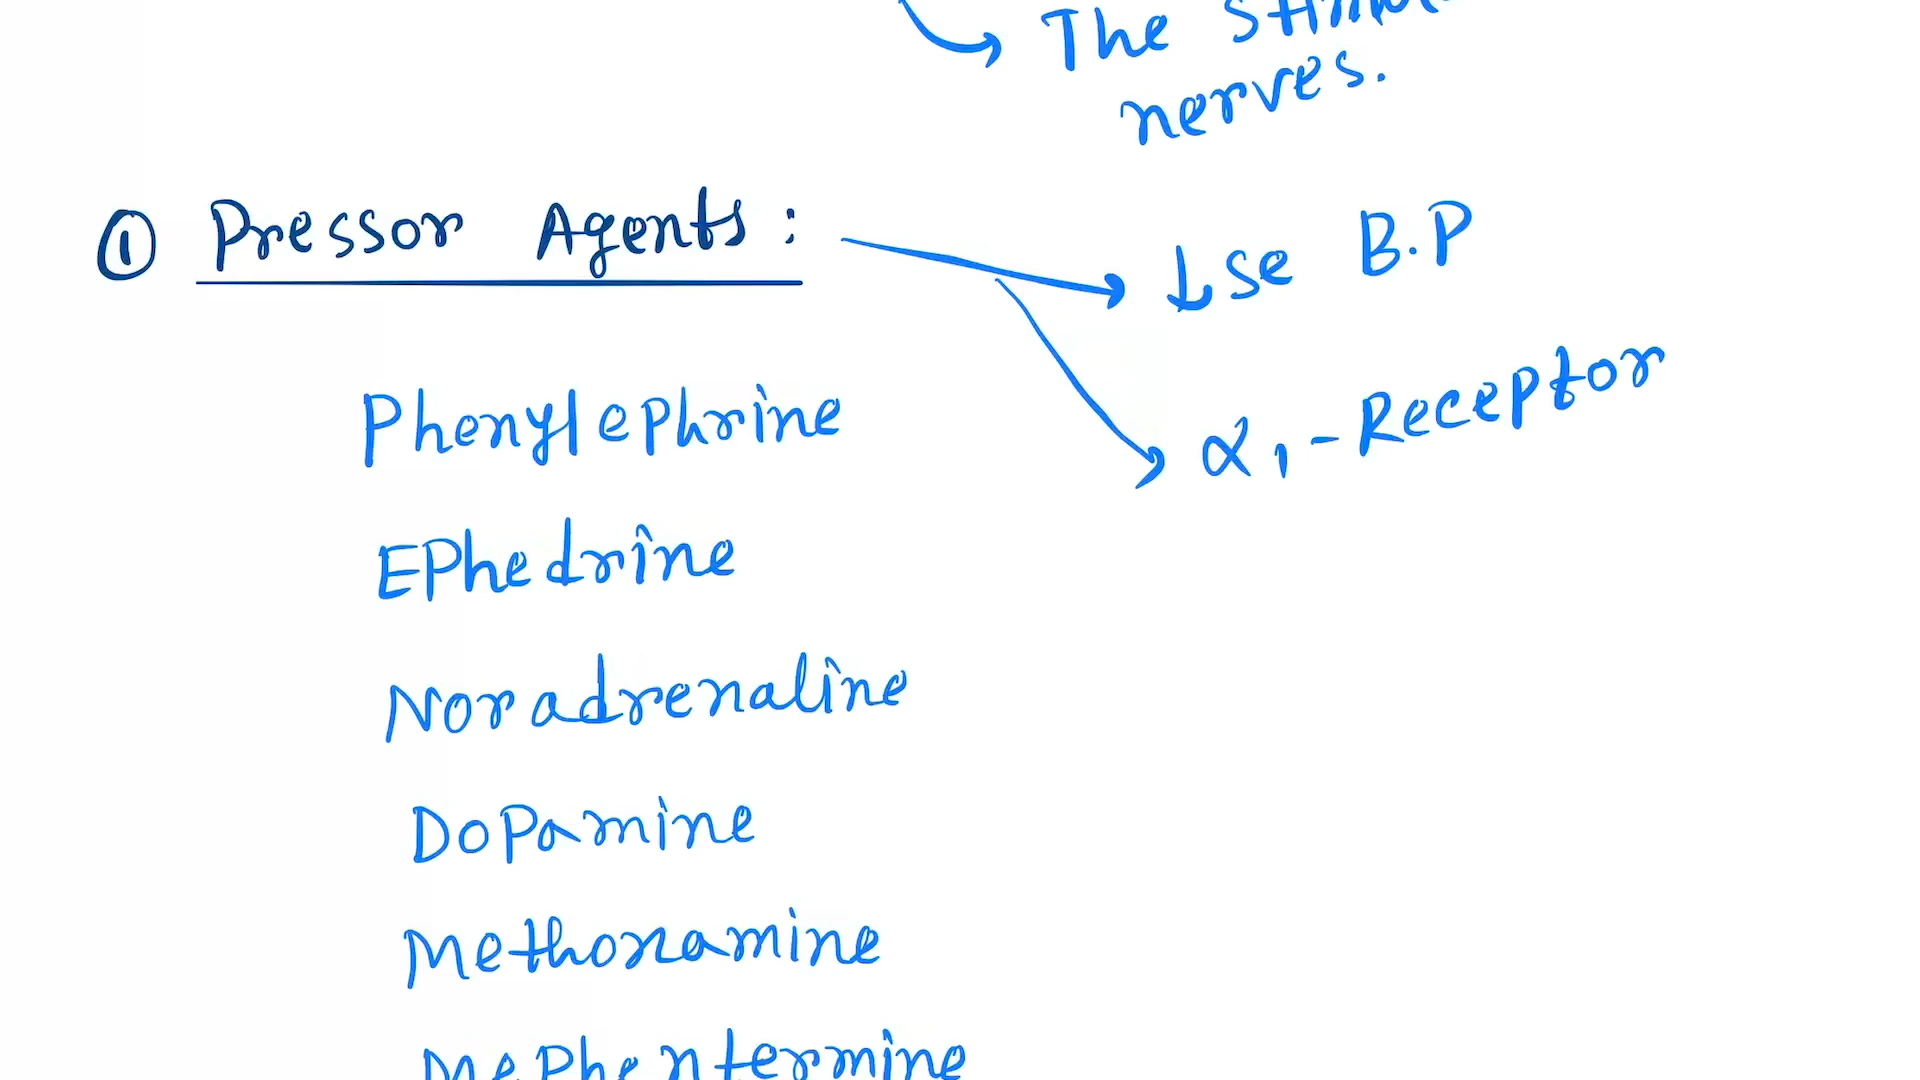 The
nerves.
① Pressor Agents:
↓se B.P
α₁-Receptor
Phenylephrine
EPhedrine
Noradrenaline
Dopamine
Methoxamine
Mephentermine